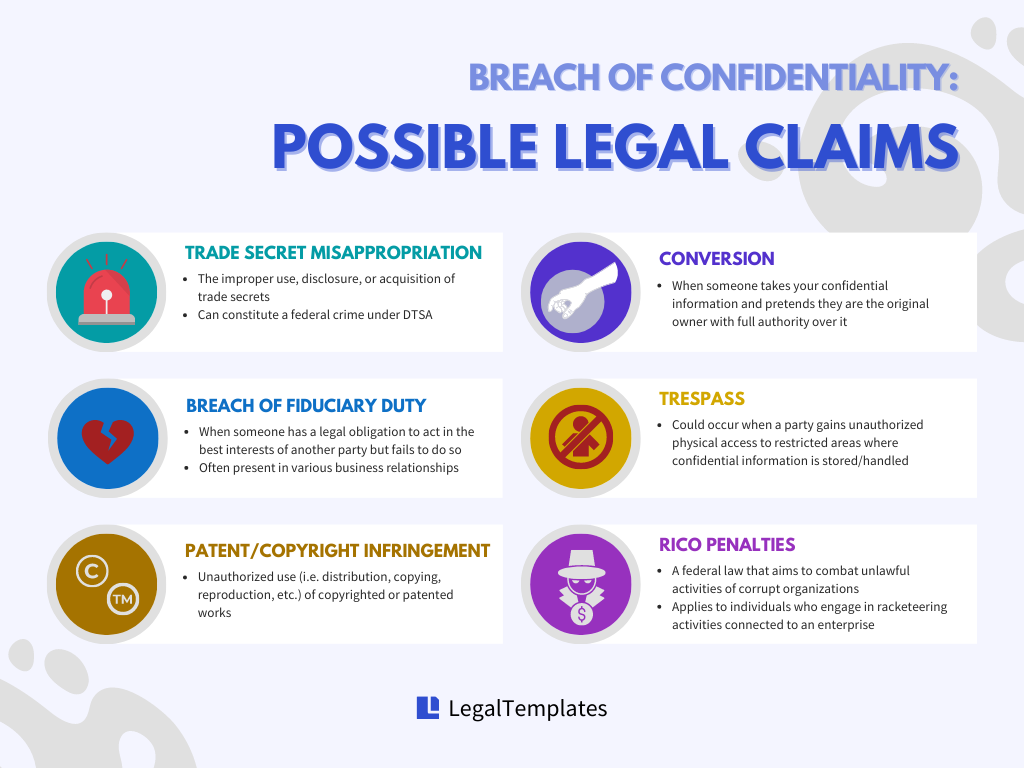 BREACH OF CONFIDENTIALITY:
POSSIBLE LEGAL CLAIMS
TRADE SECRET MISAPPROPRIATION
• The improper use, disclosure, or acquisition of
trade secrets
• Can constitute a federal crime under DTSA
CONVERSION
• When someone takes your confidential
information and pretends they are the original
owner with full authority over it
BREACH OF FIDUCIARY DUTY
• When someone has a legal obligation to act in the
best interests of another party but fails to do so
• Often present in various business relationships
TRESPASS
• Could occur when a party gains unauthorized
physical access to restricted areas where
confidential information is stored/handled
C
TM
PATENT/COPYRIGHT INFRINGEMENT
• Unauthorized use (i.e. distribution, copying,
reproduction, etc.) of copyrighted or patented
works
$
RICO PENALTIES
• A federal law that aims to combat unlawful
activities of corrupt organizations
• Applies to individuals who engage in racketeering
activities connected to an enterprise
LegalTemplates